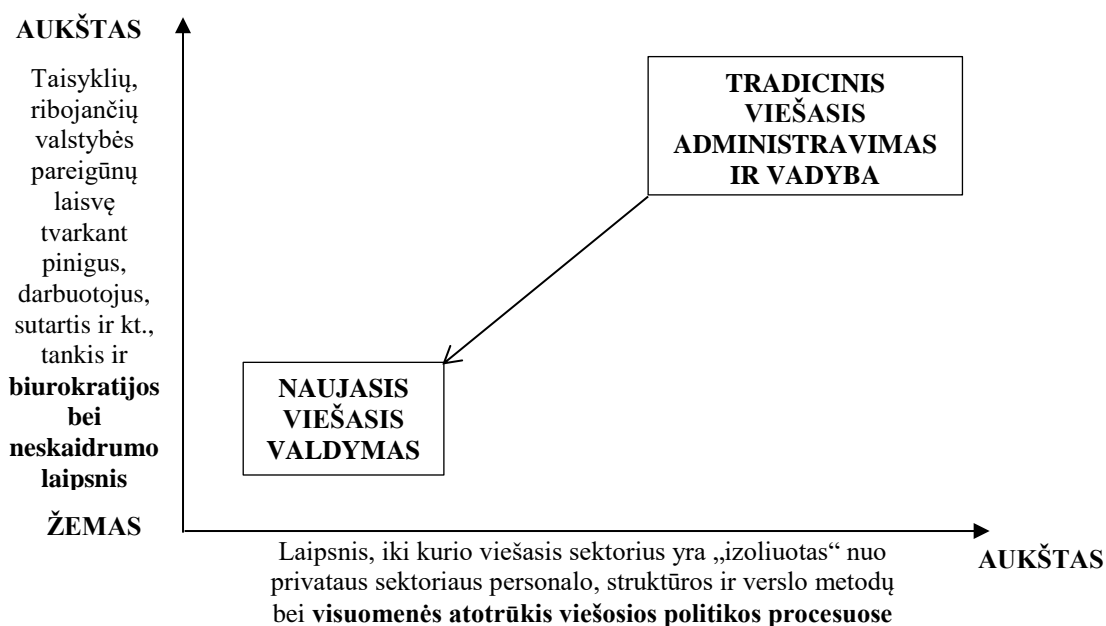 AUKŠTAS
Taisyklių,
ribojančių
valstybės
pareigūnų
laisvę
tvarkant
pinigus,
darbuotojus,
sutartis ir kt.,
tankis ir
biurokratijos
bei
neskaidrumo
laipsnis
ŽEMAS
TRADICINIS
VIEŠASIS
ADMINISTRAVIMAS
IR VADYBA
NAUJASIS
VIEŠASIS
VALDYMAS
Laipsnis, iki kurio viešasis sektorius yra „izoliuotas“ nuo
privataus sektoriaus personalo, struktūros ir verslo metodų
bei visuomenės atotrūkis viešosios politikos procesuose
AUKŠTAS